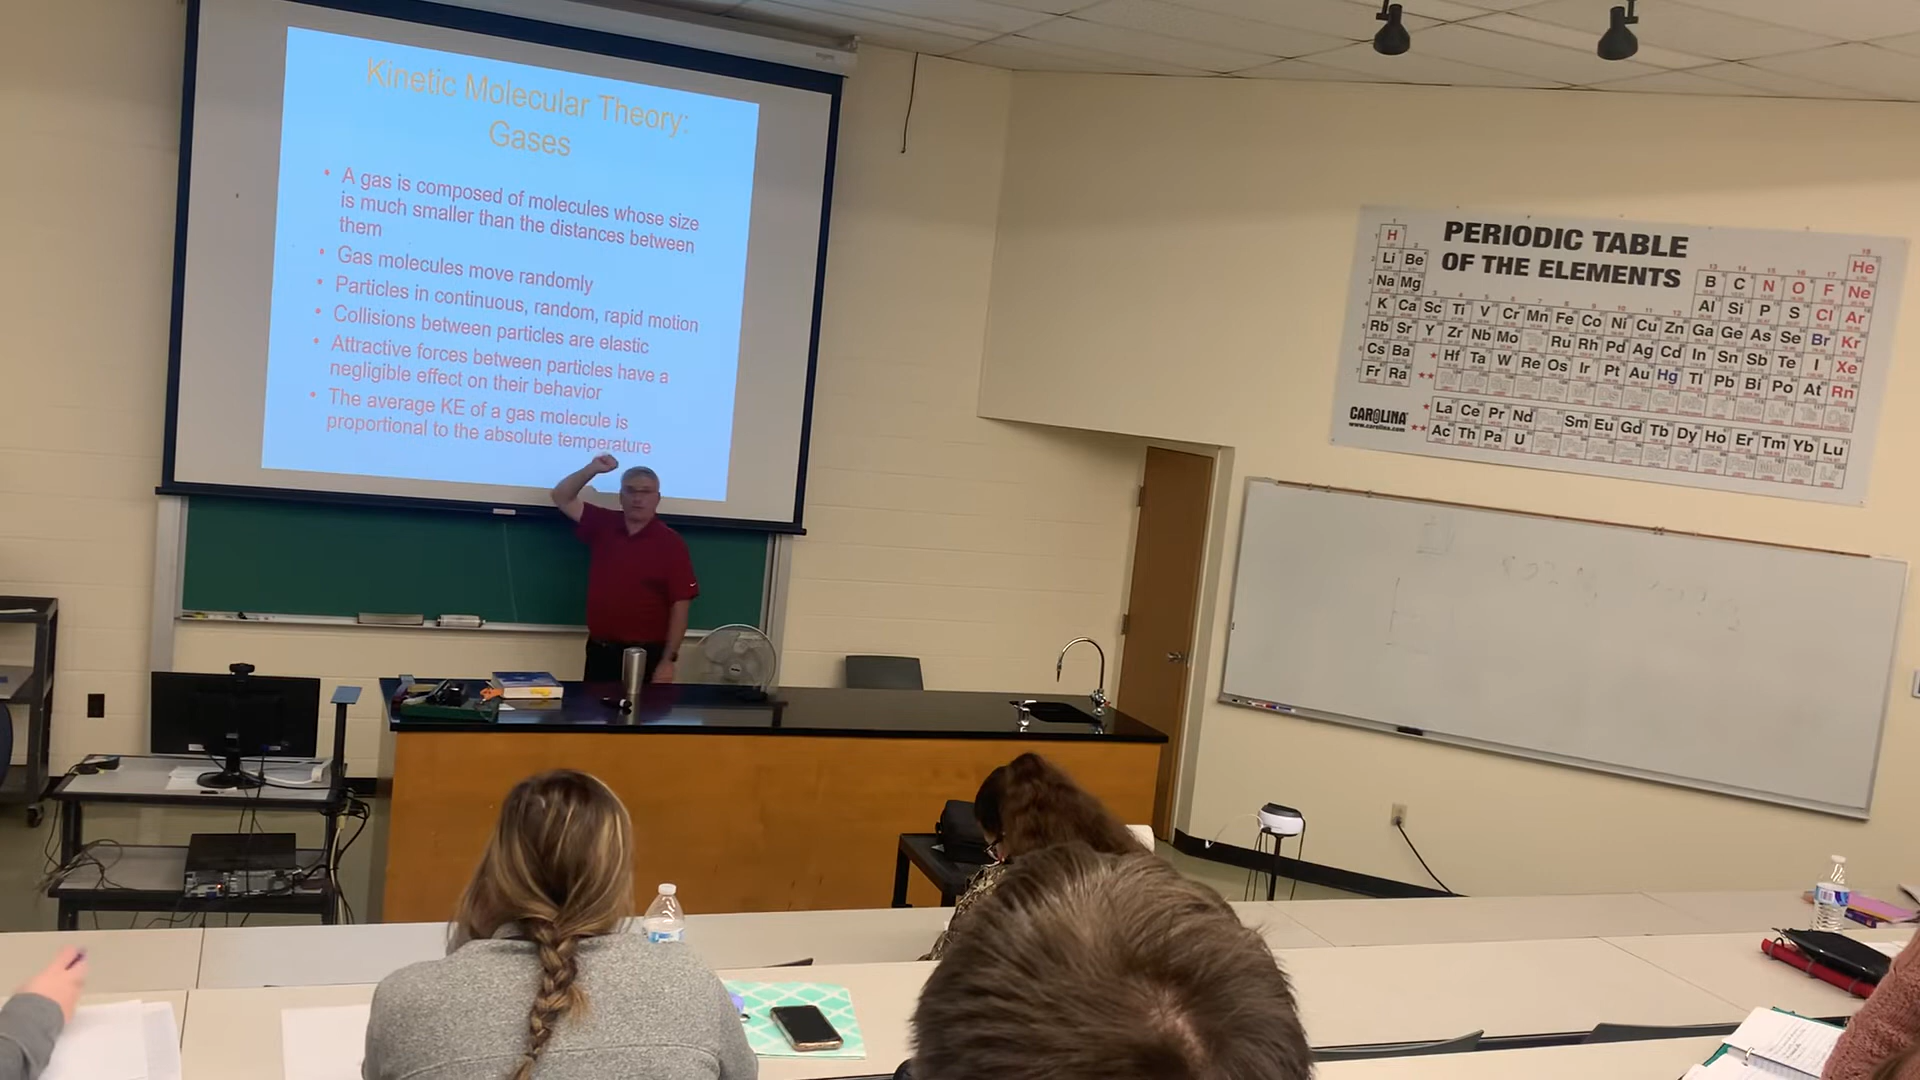 Kinetic Molecular Theory:
Gases
• A gas is composed of molecules whose size
is much smaller than the distances between
them
• Gas molecules move randomly
• Particles in continuous, random, rapid motion
• Collisions between particles are elastic
• Attractive forces between particles have a
negligible effect on their behavior
• The average KE of a gas molecule is
proportional to the absolute temperature
PERIODIC TABLE
OF THE ELEMENTS
H He
Li Be B C N O F Ne
Na Mg Al Si P S Cl Ar
K Ca Sc Ti V Cr Mn Fe Co Ni Cu Zn Ga Ge As Se Br Kr
Rb Sr Y Zr Nb Mo Ru Rh Pd Ag Cd In Sn Sb Te I Xe
Cs Ba Hf Ta W Re Os Ir Pt Au Hg Tl Pb Bi Po At Rn
Fr Ra
La Ce Pr Nd Sm Eu Gd Tb Dy Ho Er Tm Yb Lu
Ac Th Pa U
CAROLINA
www.carolina.com